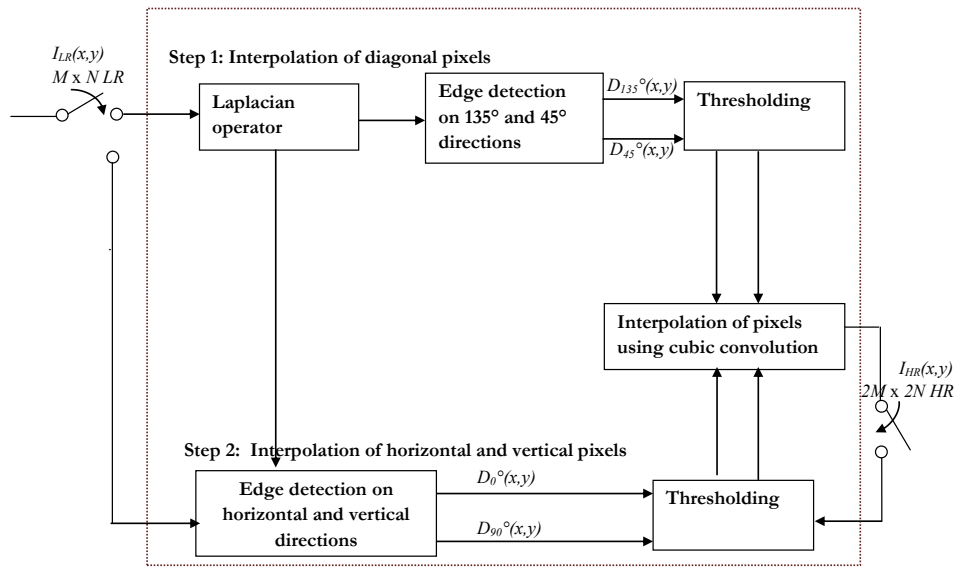 I_LR(x,y)
M x N LR
Step 1: Interpolation of diagonal pixels
Laplacian
operator
Edge detection
on 135° and 45°
directions
D_135°(x,y)
D_45°(x,y)
Thresholding
Interpolation of pixels
using cubic convolution
I_HR(x,y)
2M x 2N HR
Step 2: Interpolation of horizontal and vertical pixels
Edge detection on
horizontal and vertical
directions
D_0°(x,y)
D_90°(x,y)
Thresholding